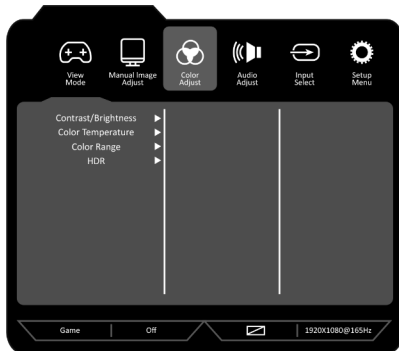 View
Mode
Manual Image
Adjust
Color
Adjust
Audio
Adjust
Input
Select
Setup
Menu
Contrast/Brightness
Color Temperature
Color Range
HDR
Game
Off
1920X1080@165Hz